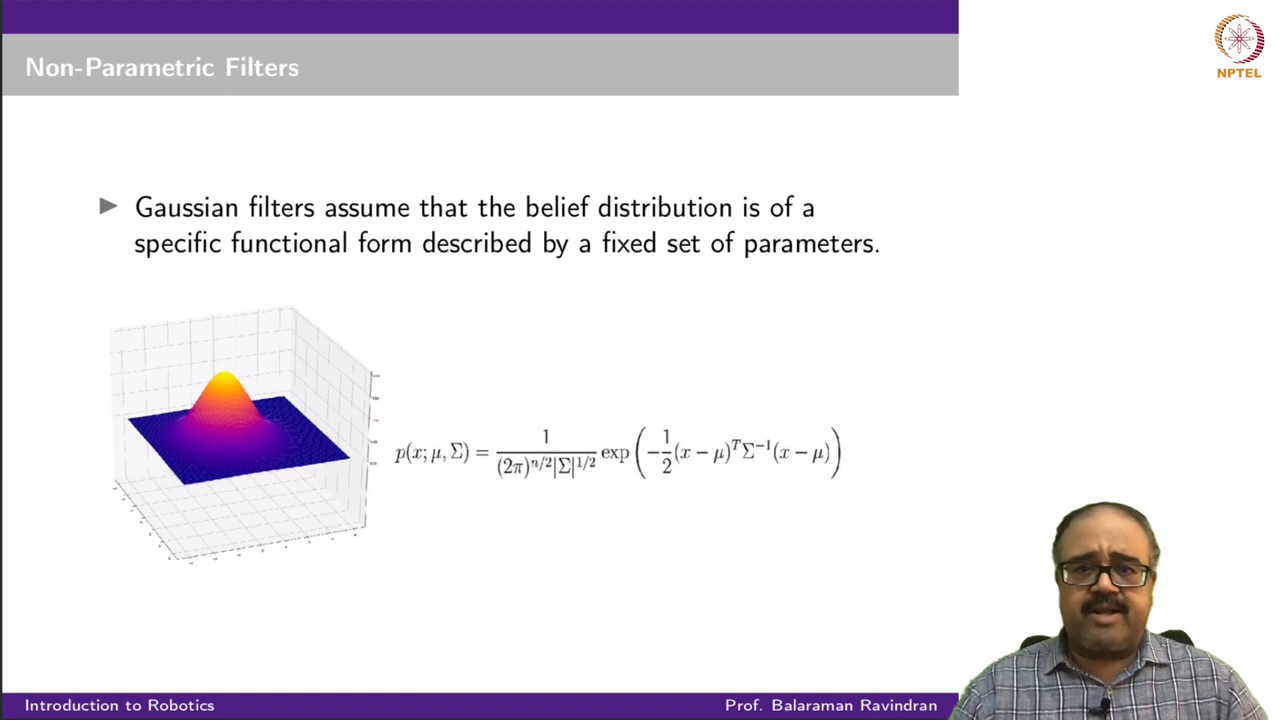 Non-Parametric Filters
NPTEL
▶ Gaussian filters assume that the belief distribution is of a
specific functional form described by a fixed set of parameters.
p(x; μ, Σ) = 1 / ((2π)^{n/2}|Σ|^{1/2}) exp(−1/2 (x − μ)^T Σ^{−1}(x − μ))
Introduction to Robotics
Prof. Balaraman Ravindran